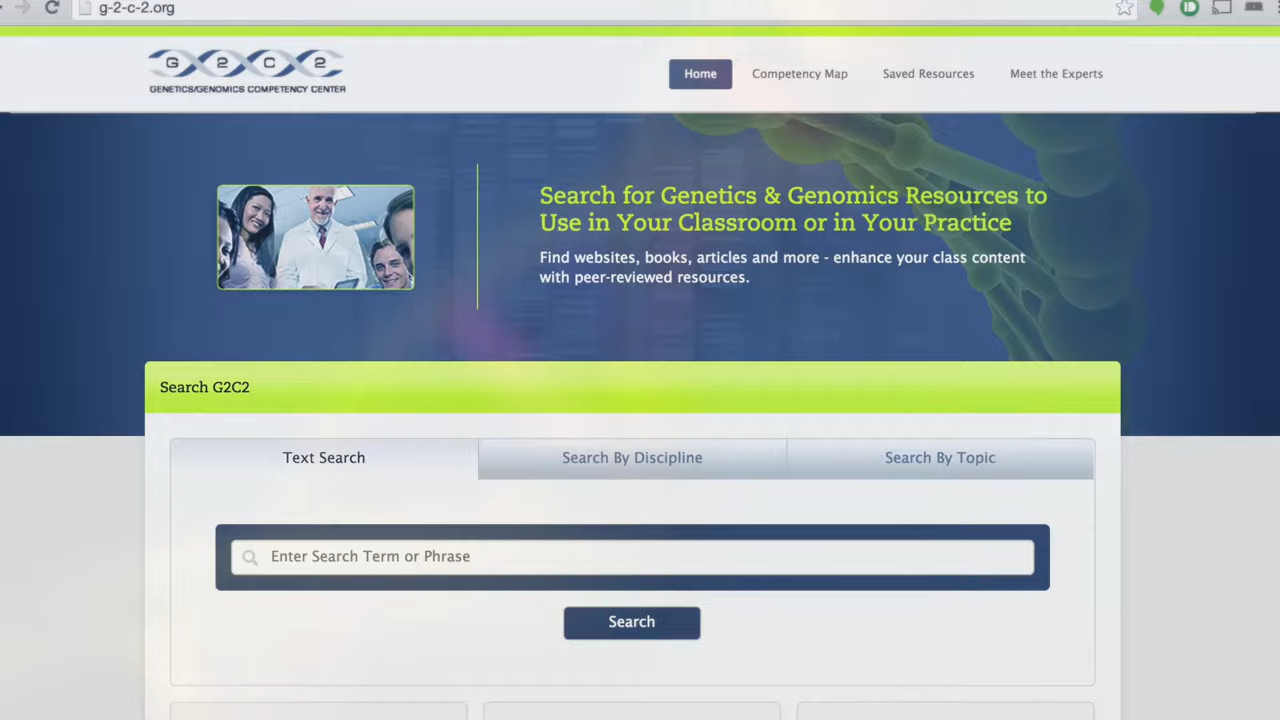 g-2-c-2.org
G 2 C 2
GENETICS/GENOMICS COMPETENCY CENTER
Home
Competency Map
Saved Resources
Meet the Experts
Search for Genetics & Genomics Resources to
Use in Your Classroom or in Your Practice
Find websites, books, articles and more - enhance your class content
with peer-reviewed resources.
Search G2C2
Text Search
Search By Discipline
Search By Topic
Enter Search Term or Phrase
Search